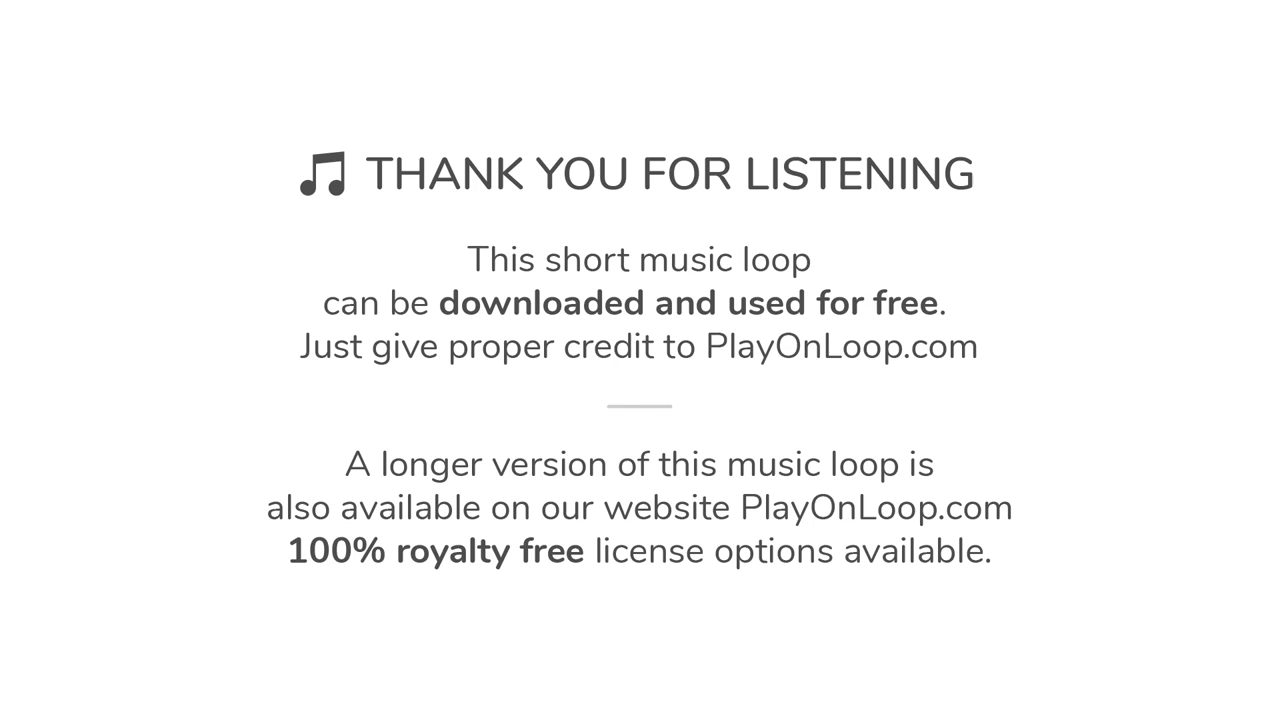 THANK YOU FOR LISTENING
This short music loop
can be downloaded and used for free.
Just give proper credit to PlayOnLoop.com
A longer version of this music loop is
also available on our website PlayOnLoop.com
100% royalty free license options available.